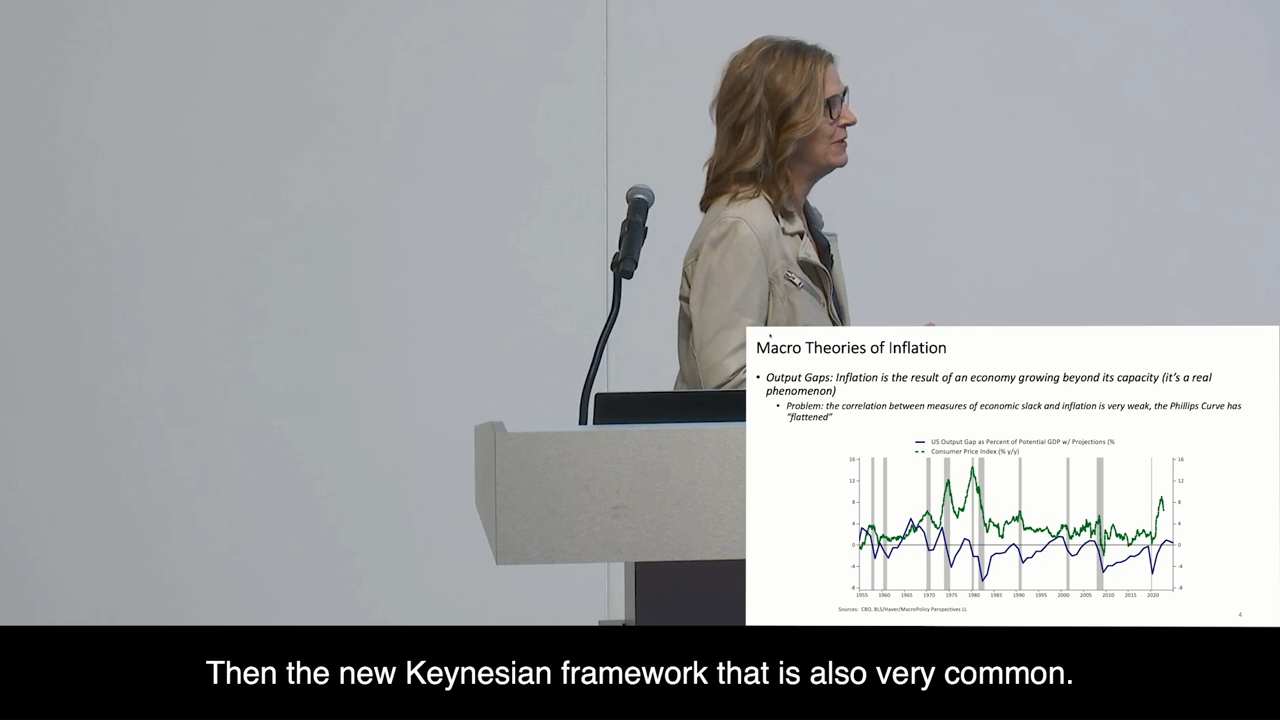 Macro Theories of Inflation
• Output Gaps: Inflation is the result of an economy growing beyond its capacity (it's a real
phenomenon)
• Problem: the correlation between measures of economic slack and inflation is very weak, the Phillips Curve has
"flattened"
US Output Gap as Percent of Potential GDP w/ Projections (%
Consumer Price Index (% y/y)
16 16
12 12
8 8
4 4
0 0
-4 -4
-8 -8
1955 1960 1965 1970 1975 1980 1985 1990 1995 2000 2005 2010 2015 2020
Sources: CBO, BLS/Haver/MacroPolicy Perspectives LL
4
Then the new Keynesian framework that is also very common.